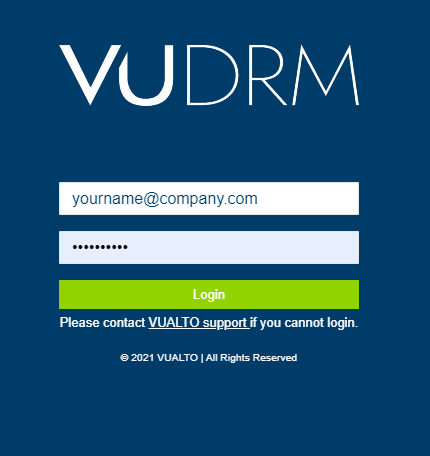 VUDRM
yourname@company.com
••••••••••
Login
Please contact VUALTO support if you cannot login.
© 2021 VUALTO | All Rights Reserved